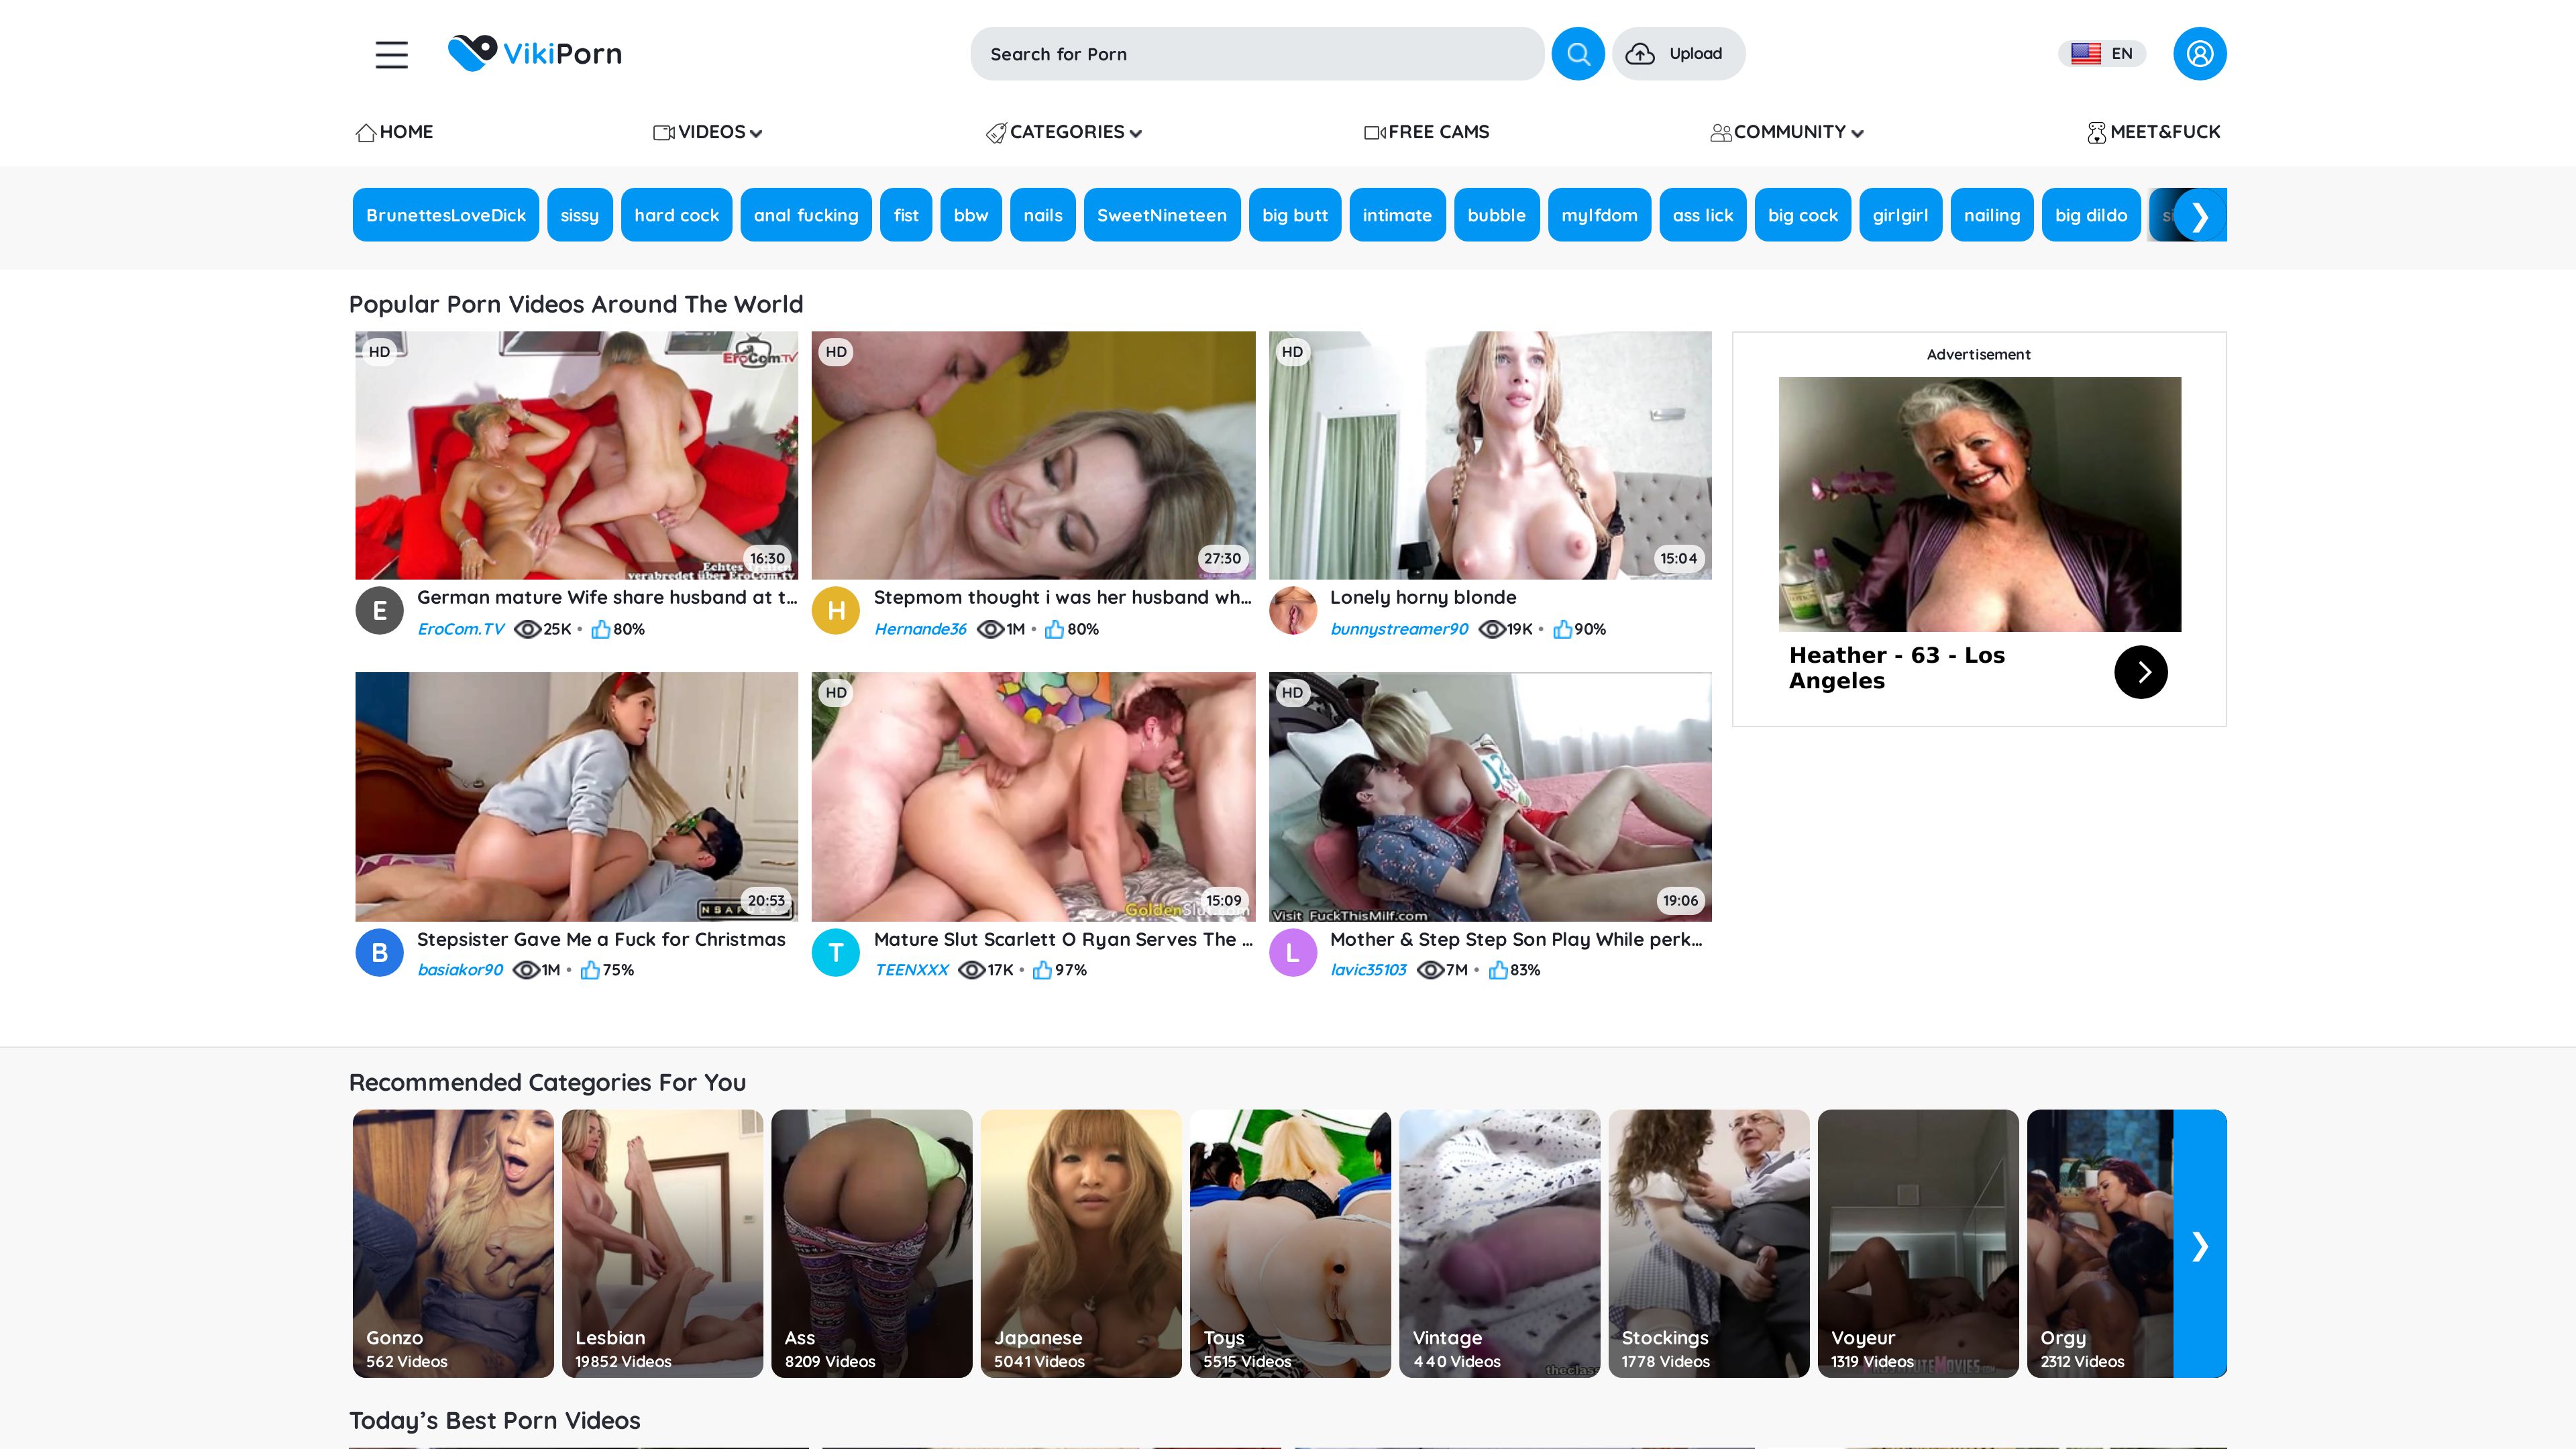 VikiPorn
Search for Porn
Upload
EN
HOME
VIDEOS
CATEGORIES
FREE CAMS
COMMUNITY
MEET&FUCK
BrunettesLoveDick
sissy
hard cock
anal fucking
fist
bbw
nails
SweetNineteen
big butt
intimate
bubble
mylfdom
ass lick
big cock
girlgirl
nailing
big dildo
Popular Porn Videos Around The World
HD
EroCom.TV
16:30
Echtes
verabredet über EroCom.tv
E
German mature Wife share husband at t...
EroCom.TV 25K • 80%
HD
27:30
H
Stepmom thought i was her husband wh...
Hernande36 1M • 80%
HD
15:04
Lonely horny blonde
bunnystreamer90 19K • 90%
Advertisement
Heather - 63 - Los
Angeles
20:53
B
Stepsister Gave Me a Fuck for Christmas
basiakor90 1M • 75%
HD
15:09
T
Mature Slut Scarlett O Ryan Serves The ...
TEENXXX 17K • 97%
HD
Visit FuckThisMilf.com
19:06
L
Mother & Step Step Son Play While perk...
lavic35103 7M • 83%
Recommended Categories For You
Gonzo
562 Videos
Lesbian
19852 Videos
Ass
8209 Videos
Japanese
5041 Videos
Toys
5515 Videos
Vintage
440 Videos
Stockings
1778 Videos
Voyeur
1319 Videos
Orgy
2312 Videos
Today's Best Porn Videos